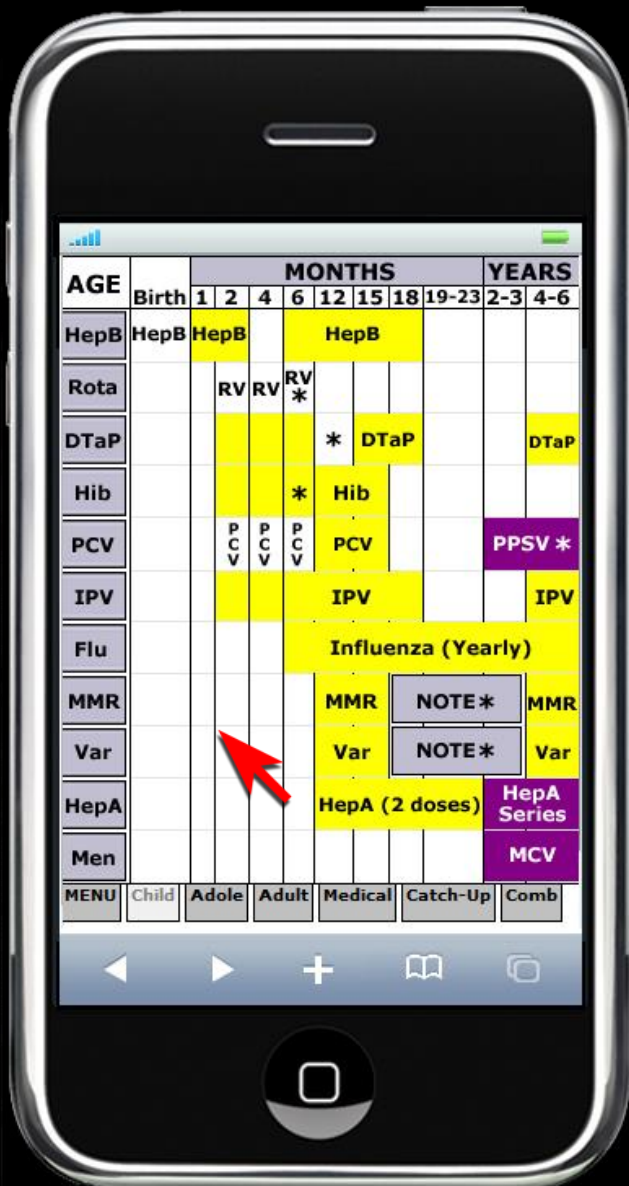 AGE Birth MONTHS YEARS
1 2 4 6 12 15 18 19-23 2-3 4-6
HepB HepB HepB HepB
Rota RV RV RV *
DTaP * DTaP DTaP
Hib * Hib
PCV PCV PCV PCV PCV PPSV *
IPV IPV IPV
Flu Influenza (Yearly)
MMR MMR NOTE * MMR
Var Var NOTE * Var
HepA HepA (2 doses) HepA Series
Men MCV
MENU Child Adole Adult Medical Catch-Up Comb